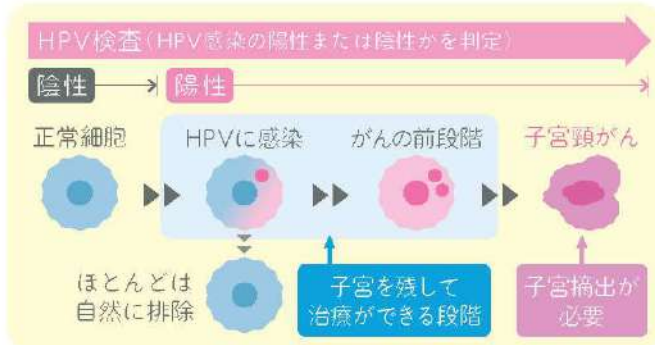 HPV検査(HPV感染の陽性または陰性かを判定)
陰性
陽性
正常細胞
HPVに感染
がんの前段階
子宮頸がん
ほとんどは
自然に排除
子宮を残して
治療ができる段階
子宮摘出が
必要